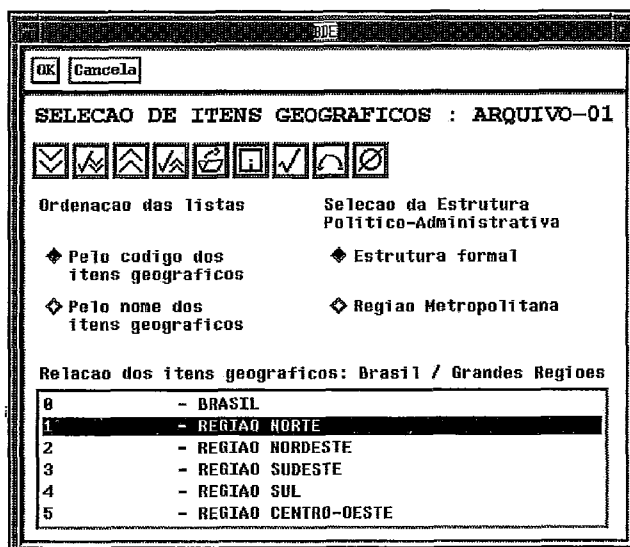 BDE
OK Cancela
SELECAO DE ITENS GEOGRAFICOS : ARQUIVO-01
Ordenacao das listas
Selecao da Estrutura
Politico-Administrativa
Pelo codigo dos
itens geograficos
Estrutura formal
Pelo nome dos
itens geograficos
Regiao Metropolitana
Relacao dos itens geograficos: Brasil / Grandes Regioes
0 - BRASIL
1 - REGIAO NORTE
2 - REGIAO NORDESTE
3 - REGIAO SUDESTE
4 - REGIAO SUL
5 - REGIAO CENTRO-OESTE